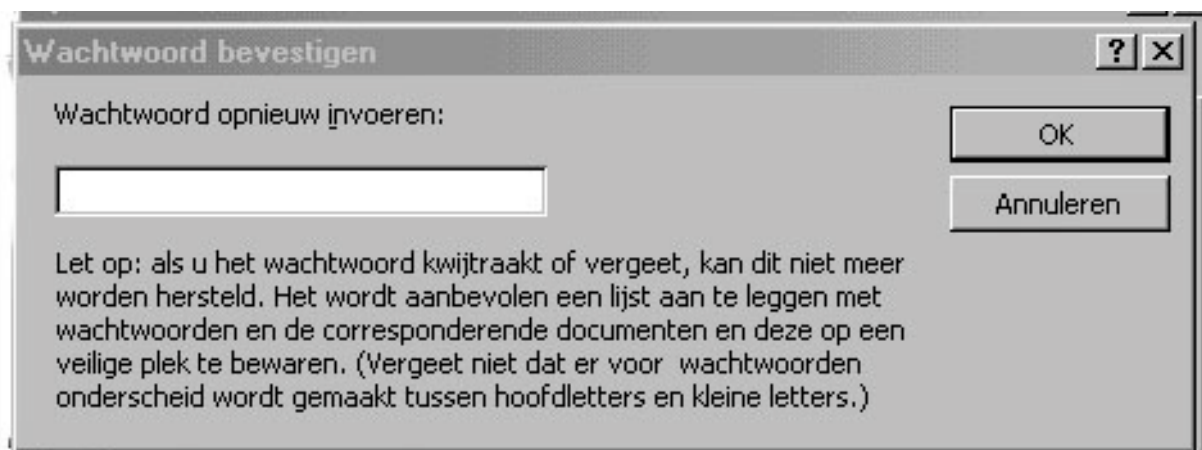 Wachtwoord bevestigen
Wachtwoord opnieuw invoeren:
OK
Annuleren
Let op: als u het wachtwoord kwijtraakt of vergeet, kan dit niet meer
worden hersteld. Het wordt aanbevolen een lijst aan te leggen met
wachtwoorden en de corresponderende documenten en deze op een
veilige plek te bewaren. (Vergeet niet dat er voor  wachtwoorden
onderscheid wordt gemaakt tussen hoofdletters en kleine letters.)